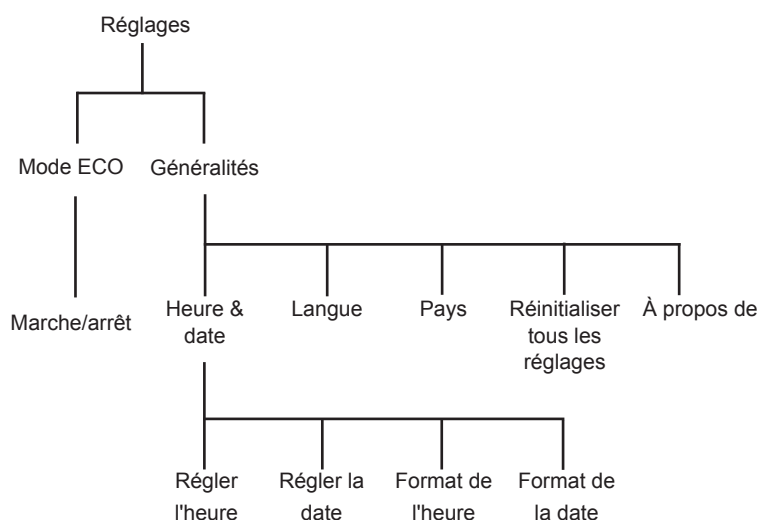 Réglages
Mode ECO
Généralités
Marche/arrêt
Heure &
date
Langue
Pays
Réinitialiser
tous les
réglages
À propos de
Régler
l'heure
Régler la
date
Format de
l'heure
Format de
la date